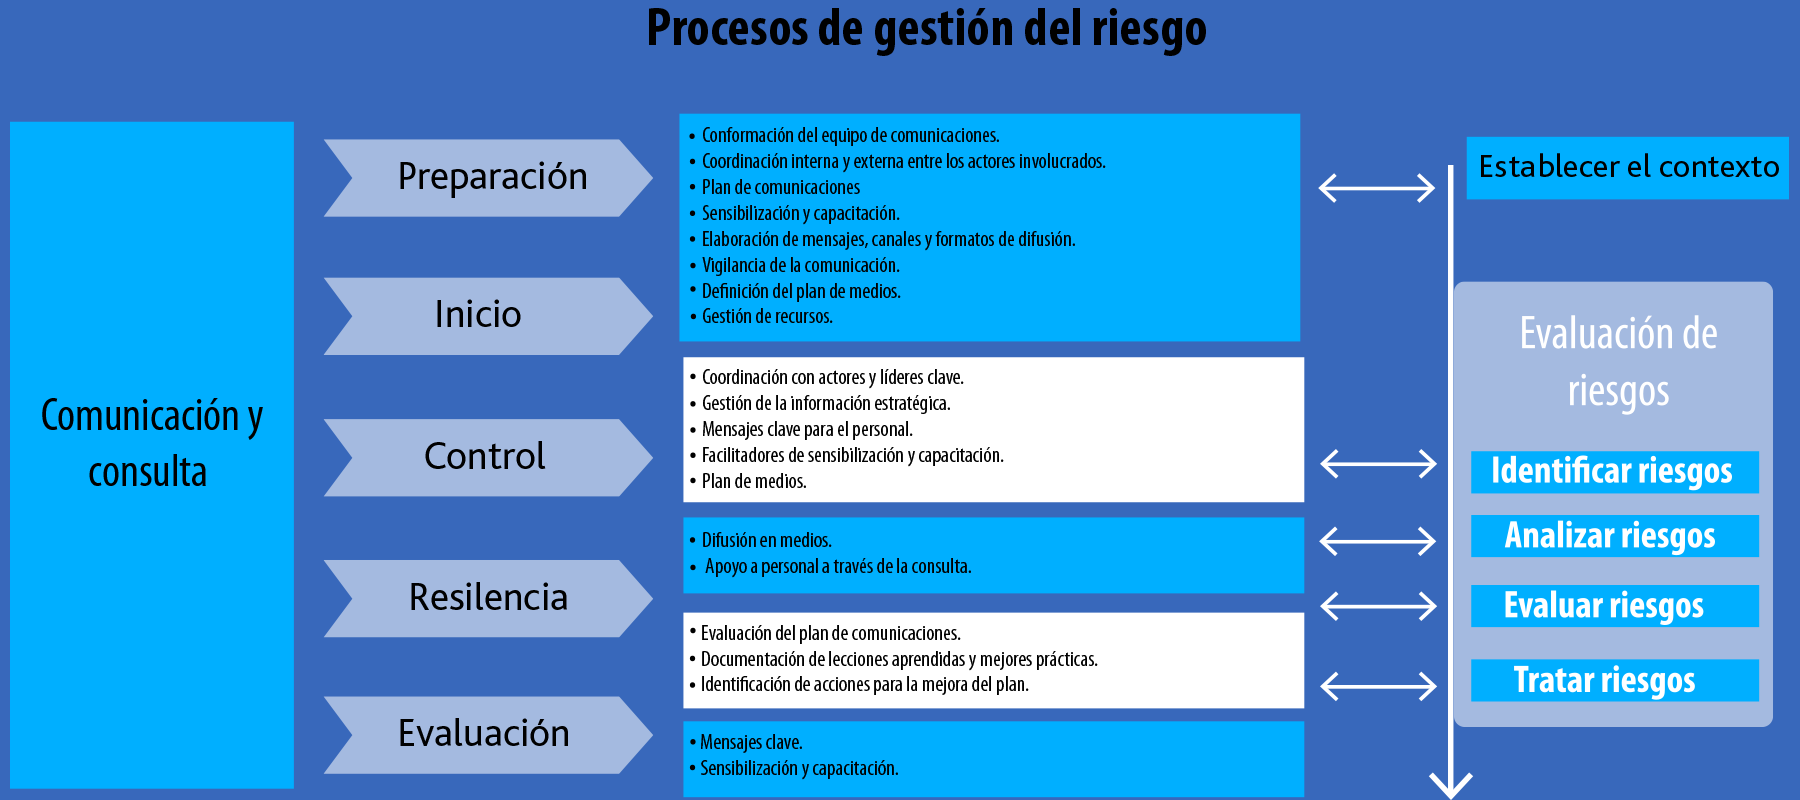 Procesos de gestión del riesgo
Comunicación y
consulta
Preparación
Inicio
Control
Resilencia
Evaluación
• Conformación del equipo de comunicaciones.
• Coordinación interna y externa entre los actores involucrados.
• Plan de comunicaciones
• Sensibilización y capacitación.
• Elaboración de mensajes, canales y formatos de difusión.
• Vigilancia de la comunicación.
• Definición del plan de medios.
• Gestión de recursos.
• Coordinación con actores y líderes clave.
• Gestión de la información estratégica.
• Mensajes clave para el personal.
• Facilitadores de sensibilización y capacitación.
• Plan de medios.
• Difusión en medios.
• Apoyo a personal a través de la consulta.
• Evaluación del plan de comunicaciones.
• Documentación de lecciones aprendidas y mejores prácticas.
• Identificación de acciones para la mejora del plan.
• Mensajes clave.
• Sensibilización y capacitación.
Establecer el contexto
Evaluación de
riesgos
Identificar riesgos
Analizar riesgos
Evaluar riesgos
Tratar riesgos